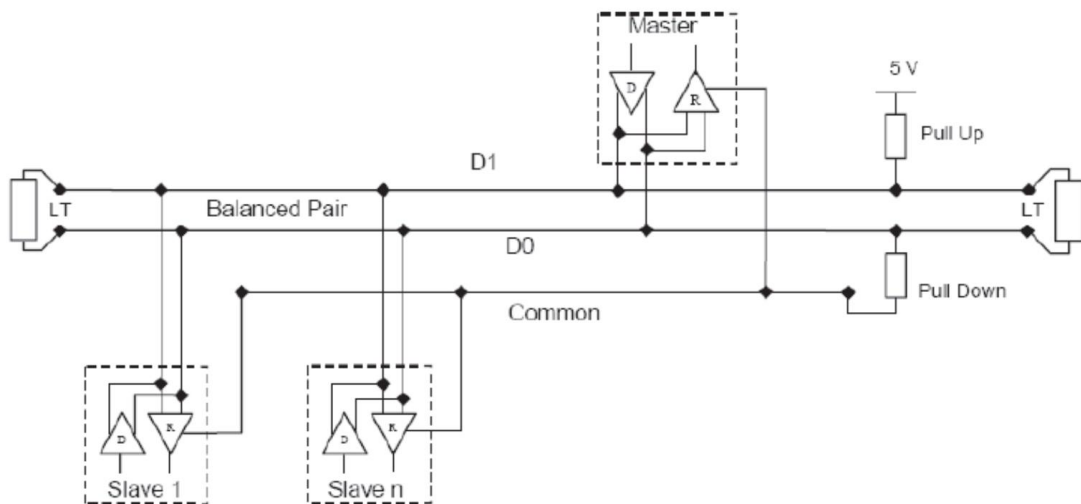 Master
D
R
5 V
Pull Up
D1
LT
Balanced Pair
LT
D0
Pull Down
Common
D
R
D
R
Slave 1
Slave n